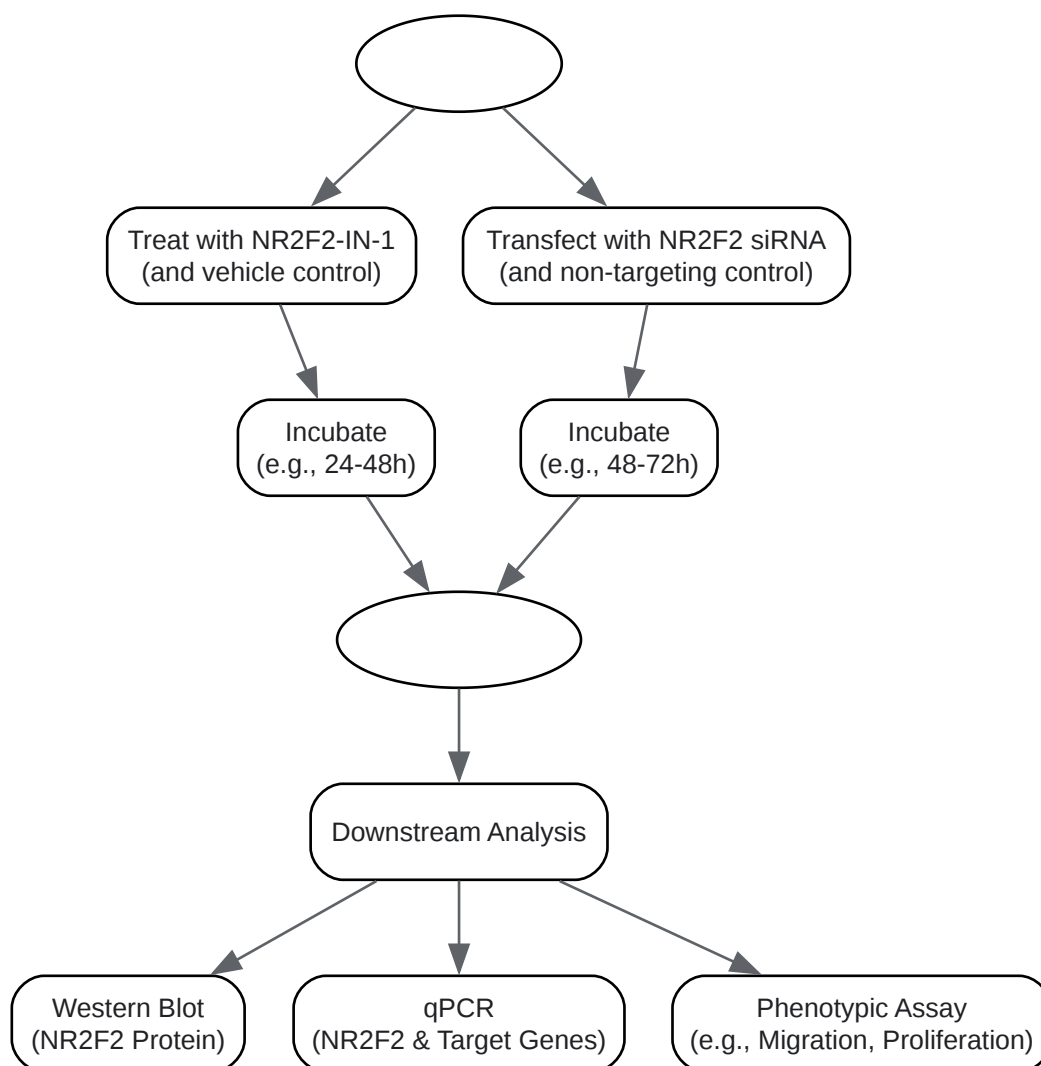 Treat with NR2F2-IN-1
(and vehicle control)
Transfect with NR2F2 siRNA
(and non-targeting control)
Incubate
(e.g., 24-48h)
Incubate
(e.g., 48-72h)
Downstream Analysis
Western Blot
(NR2F2 Protein)
qPCR
(NR2F2 & Target Genes)
Phenotypic Assay
(e.g., Migration, Proliferation)